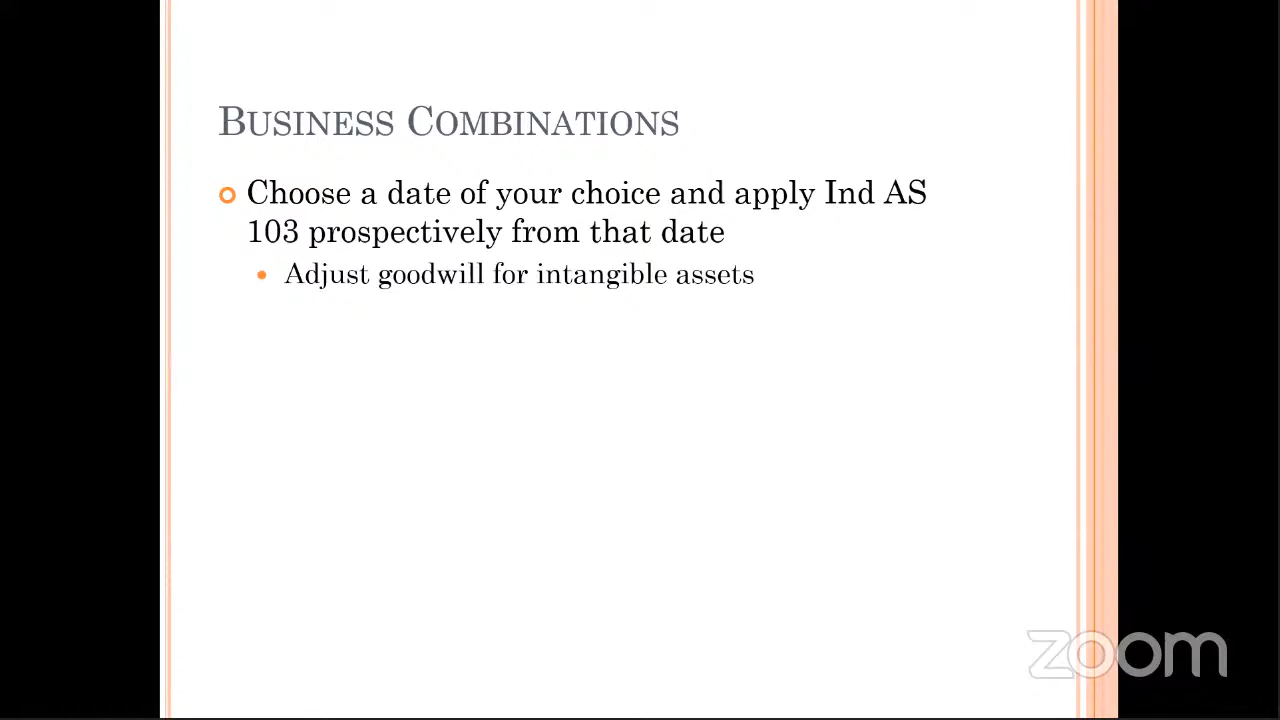 BUSINESS COMBINATIONS
Choose a date of your choice and apply Ind AS
103 prospectively from that date
Adjust goodwill for intangible assets
zoom